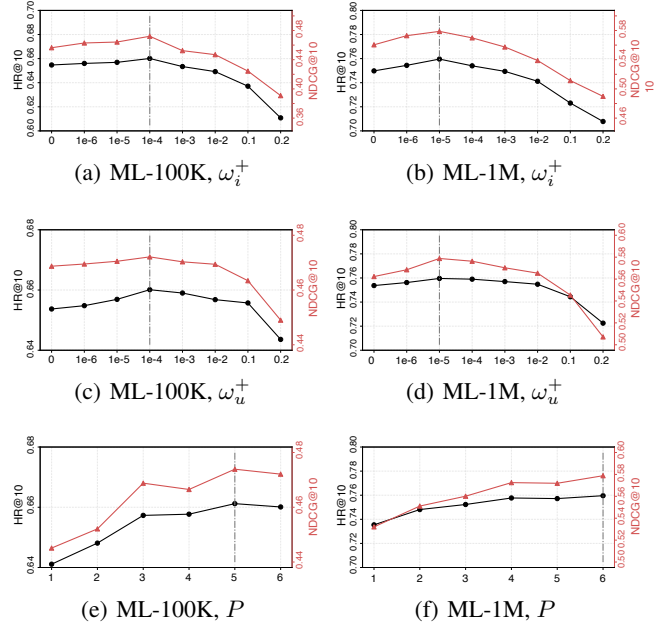 0.70
0.68
0.66
0.64
0.62
0.60
HR@10
0.48
0.44
0.40
0.36
NDCG@10
0 1e-6 1e-5 1e-4 1e-3 1e-2 0.1 0.2
(a) ML-100K, ω_i^+
0.80
0.78
0.76
0.74
0.72
0.70
HR@10
0.58
0.54
0.50
0.46
NDCG@10
10
0 1e-6 1e-5 1e-4 1e-3 1e-2 0.1 0.2
(b) ML-1M, ω_i^+
0.68
0.66
0.64
HR@10
0.48
0.46
0.44
NDCG@10
0 1e-6 1e-5 1e-4 1e-3 1e-2 0.1 0.2
(c) ML-100K, ω_u^+
0.80
0.78
0.76
0.74
0.72
0.70
HR@10
0.60
0.58
0.56
0.54
0.52
0.50
NDCG@10
0 1e-6 1e-5 1e-4 1e-3 1e-2 0.1 0.2
(d) ML-1M, ω_u^+
0.68
0.66
0.64
HR@10
0.48
0.46
0.44
NDCG@10
1 2 3 4 5 6
(e) ML-100K, P
0.80
0.78
0.76
0.74
0.72
0.70
HR@10
0.60
0.58
0.56
0.54
0.52
0.50
NDCG@10
1 2 3 4 5 6
(f) ML-1M, P